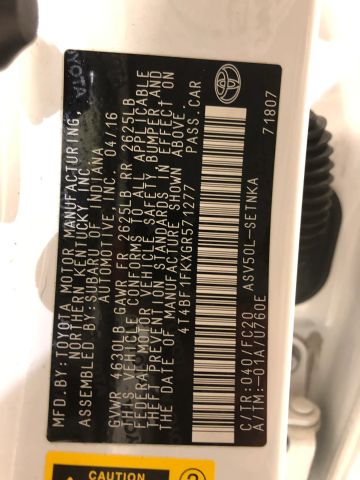 MFD. BY: TOYOTA MOTOR MANUFACTURING,
NORTHERN KENTUCKY, INC.
ASSEMBLED BY: SUBARU OF INDIANA
AUTOMOTIVE, INC. 04/16
GVWR 4630LB GAWR FR 2625LB RR 2625LB
THIS VEHICLE CONFORMS TO ALL APPLICABLE
FEDERAL MOTOR VEHICLE SAFETY, BUMPER, AND
THEFT PREVENTION STANDARDS IN EFFECT ON
THE DATE OF MANUFACTURE SHOWN ABOVE.
4T4BF1FKXGR571277 PASS.CAR
C/TR:040/FC20 ASV50L-SETNKA
A/TM:-01A/U760E 71807
CAUTION